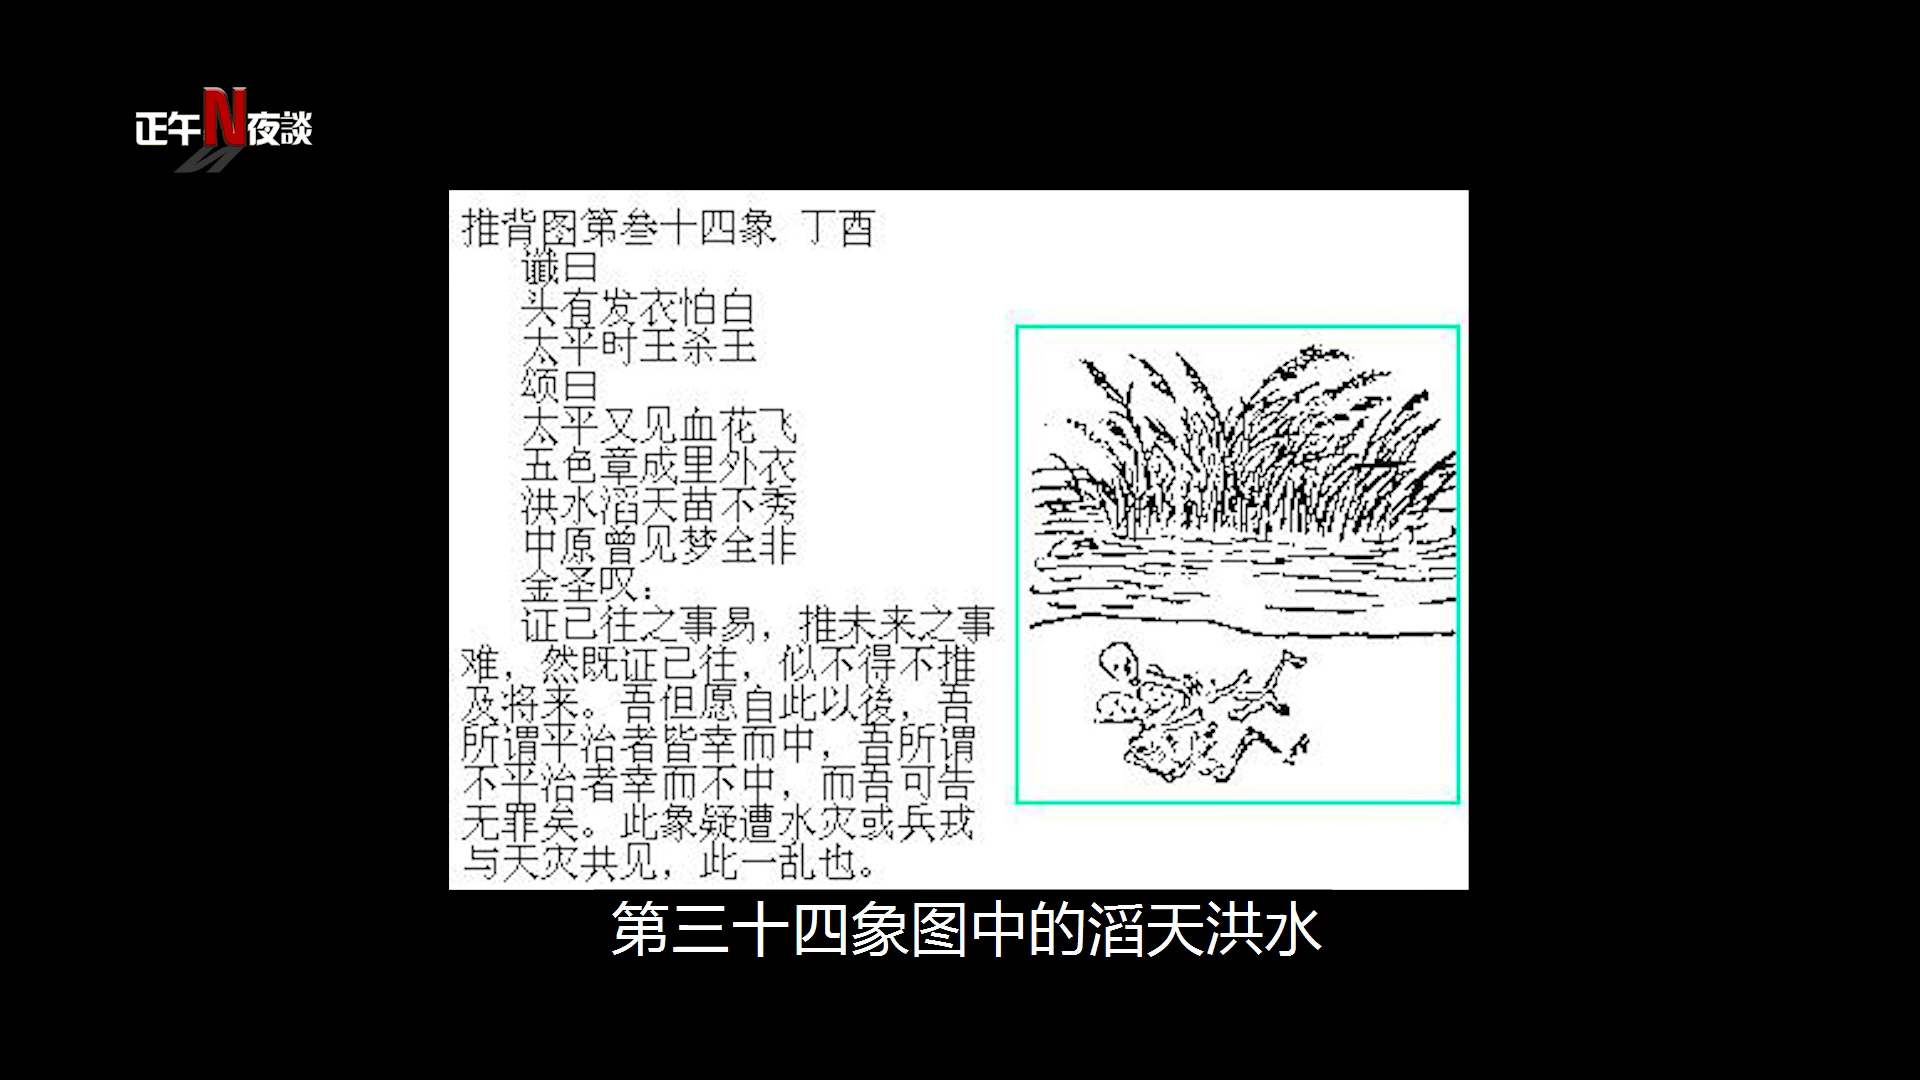 正午N夜談
推背图第叁十四象 丁酉
谶曰
头有发衣怕白
太平时王杀王
颂曰
太平又见血花飞
五色章成里外衣
洪水滔天苗不秀
中原曾见梦全非
金圣叹：
证已往之事易，推未来之事
难，然既证已往，似不得不推
及将来。吾但愿自此以後，吾
所谓平治者皆幸而中，吾所谓
不平治者幸而不中，而吾可告
无罪矣。此象疑遭水灾或兵戎
与天灾共见，此一乱也。
第三十四象图中的滔天洪水